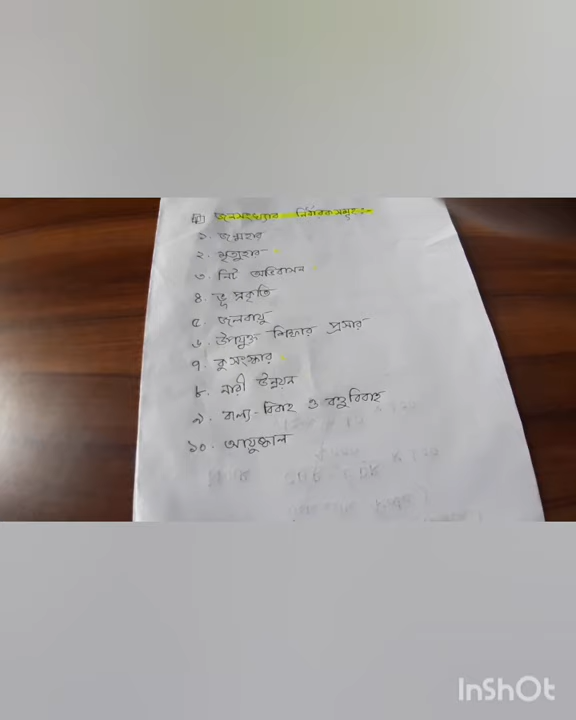 জনসংখ্যার নির্ধারকসমূহঃ-
১. জন্মহার
২. মৃত্যুহার
৩. নিট অভিবাসন
৪. ভূ প্রকৃতি
৫. জলবায়ু
৬. উপযুক্ত শিক্ষার প্রসার
৭. কুসংস্কার
৮. নারী উন্নয়ন
৯. বাল্য-বিবাহ ও বহুবিবাহ
১০. আয়ুষ্কাল
InShOt